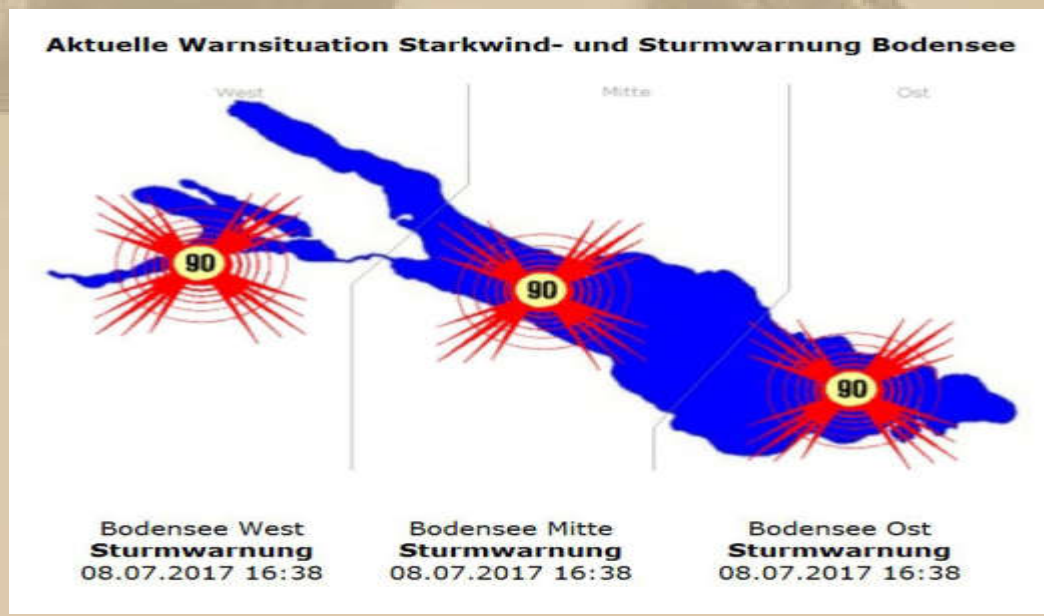 Aktuelle Warnsituation Starkwind- und Sturmwarnung Bodensee
West
Mitte
Ost
90
90
90
Bodensee West
Sturmwarnung
08.07.2017 16:38
Bodensee Mitte
Sturmwarnung
08.07.2017 16:38
Bodensee Ost
Sturmwarnung
08.07.2017 16:38